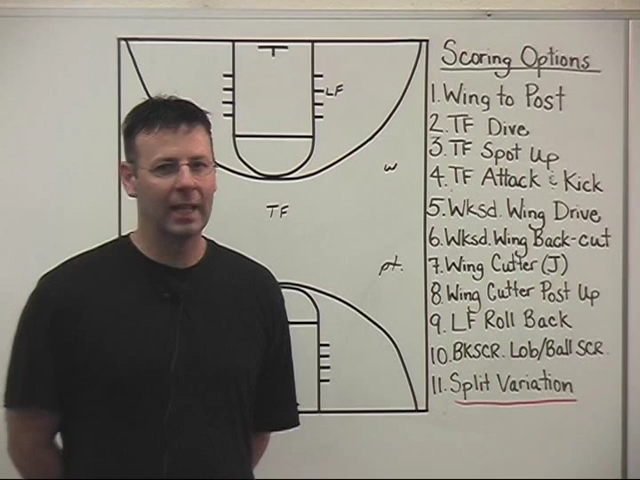 Scoring Options
1. Wing to Post
2. TF Dive
3. TF Spot Up
4. TF Attack & Kick
5. Wksd. Wing Drive
6. Wksd. Wing Back-cut
7. Wing Cutter (J)
8. Wing Cutter Post Up
9. LF Roll Back
10. BKSCR. Lob/Ball SCR.
11. Split Variation
LF
W
TF
pt.